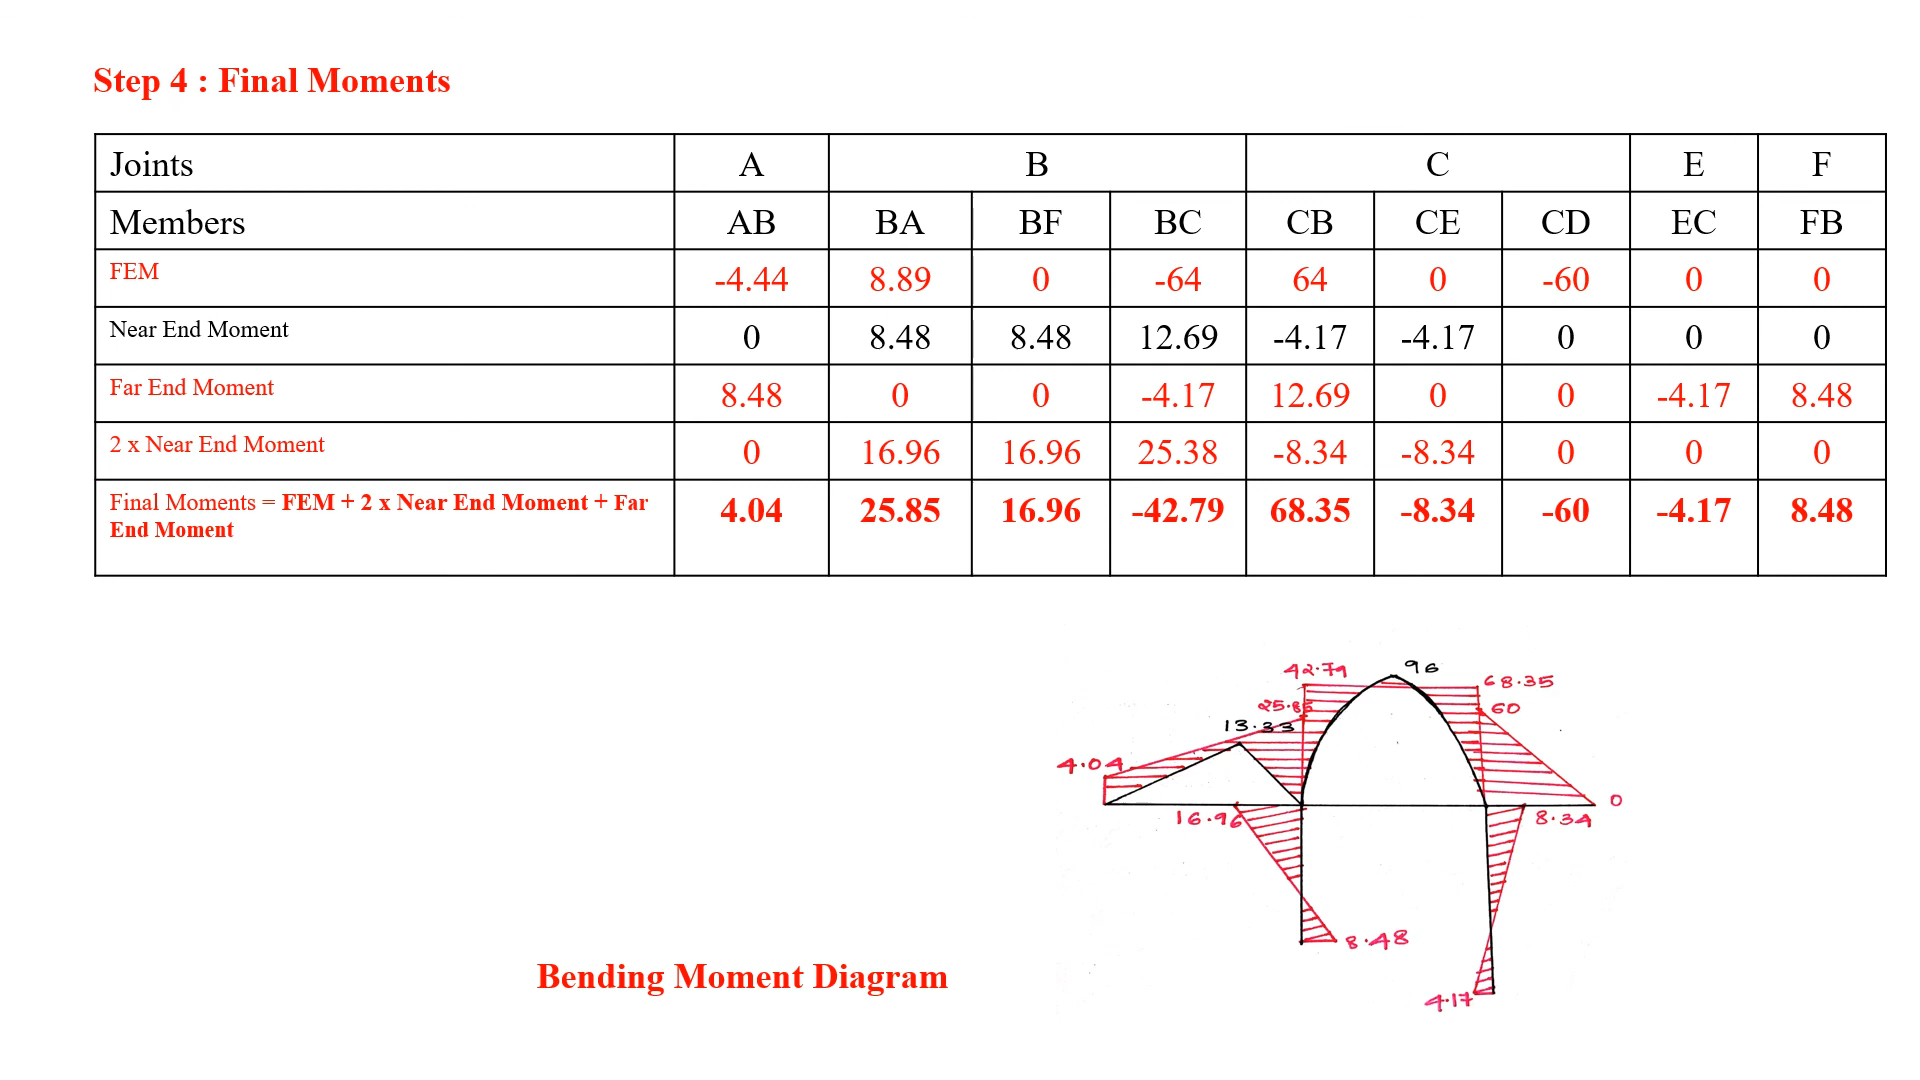 Step 4 : Final Moments
Joints A B C E F
Members AB BA BF BC CB CE CD EC FB
FEM -4.44 8.89 0 -64 64 0 -60 0 0
Near End Moment 0 8.48 8.48 12.69 -4.17 -4.17 0 0 0
Far End Moment 8.48 0 0 -4.17 12.69 0 0 -4.17 8.48
2 x Near End Moment 0 16.96 16.96 25.38 -8.34 -8.34 0 0 0
Final Moments = FEM + 2 x Near End Moment + Far
End Moment
4.04 25.85 16.96 -42.79 68.35 -8.34 -60 -4.17 8.48
42.79
96
68.35
25.85
60
13.33
4.04
0
16.96
8.34
8.48
4.17
Bending Moment Diagram